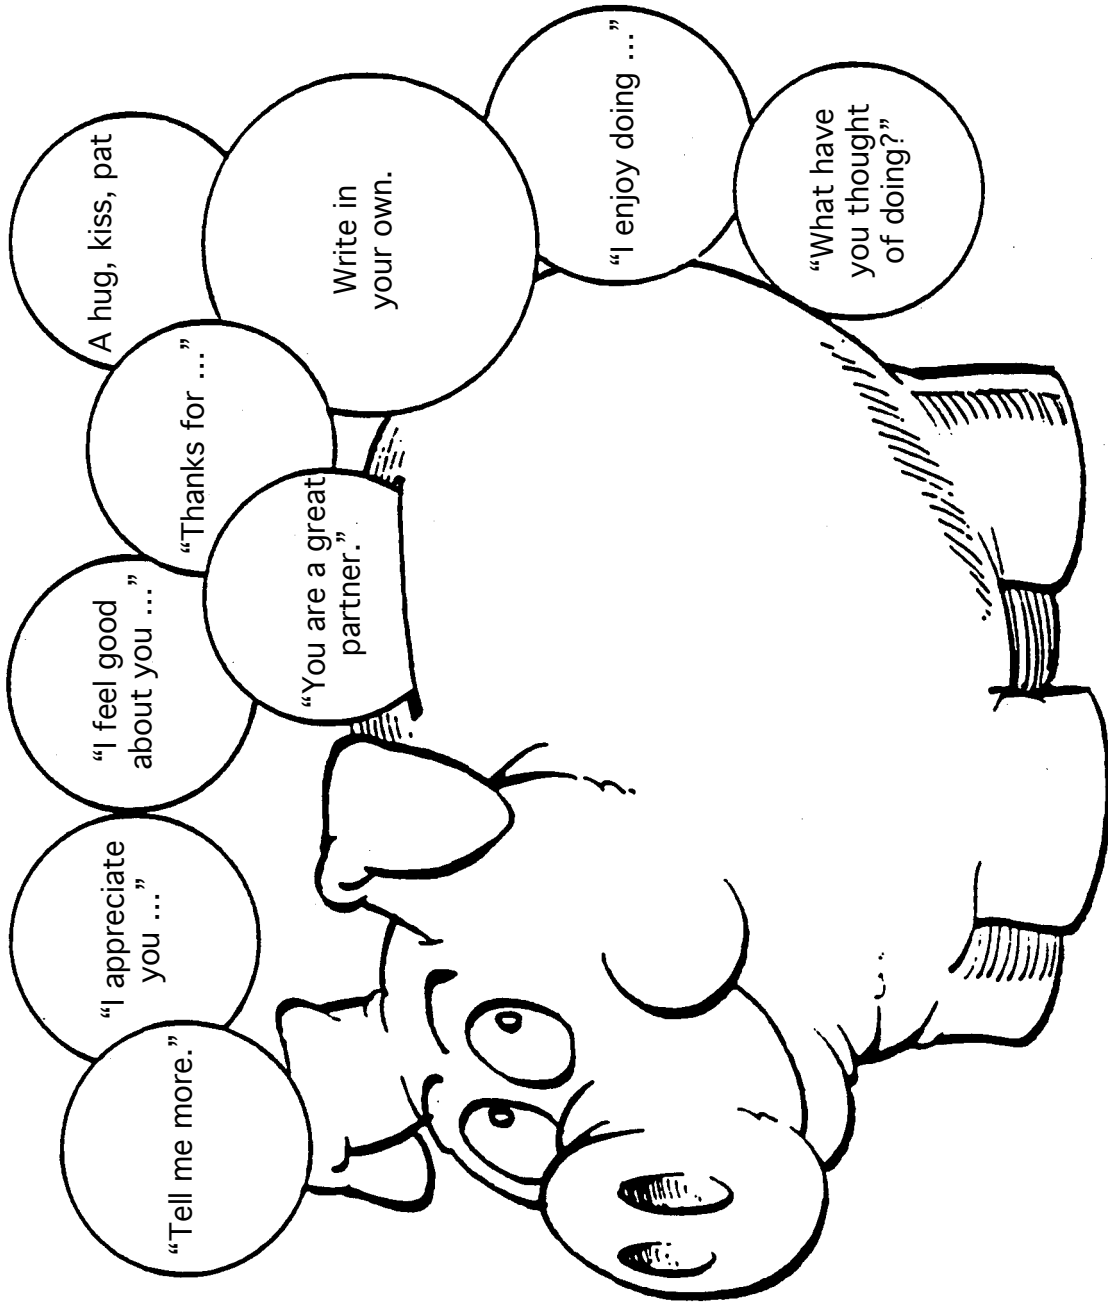 “Tell me more.”
“I appreciate
you ...”
“I feel good
about you ...”
“You are a great
partner.”
“Thanks for ...”
A hug, kiss, pat
Write in
your own.
“I enjoy doing ...”
“What have
you thought
of doing?”